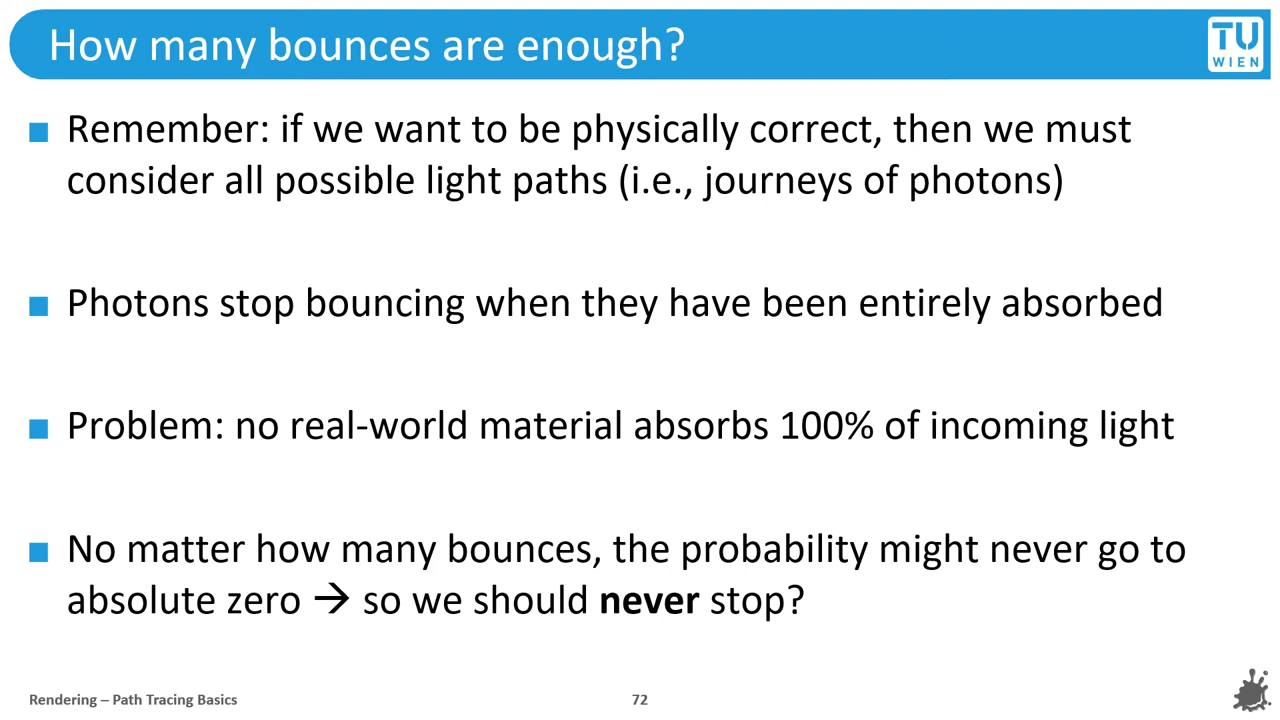 How many bounces are enough?
TU
WIEN
■ Remember: if we want to be physically correct, then we must
consider all possible light paths (i.e., journeys of photons)
■ Photons stop bouncing when they have been entirely absorbed
■ Problem: no real-world material absorbs 100% of incoming light
■ No matter how many bounces, the probability might never go to
absolute zero → so we should never stop?
Rendering – Path Tracing Basics
72